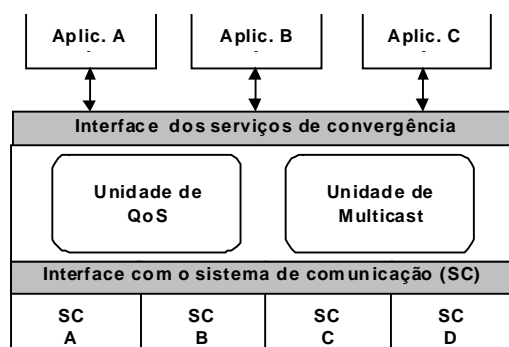 Aplic. A
Aplic. B
Aplic. C
Interface dos serviços de convergência
Unidade de
QoS
Unidade de
Multicast
Interface com o sistema de comunicação (SC)
SC
A
SC
B
SC
C
SC
D